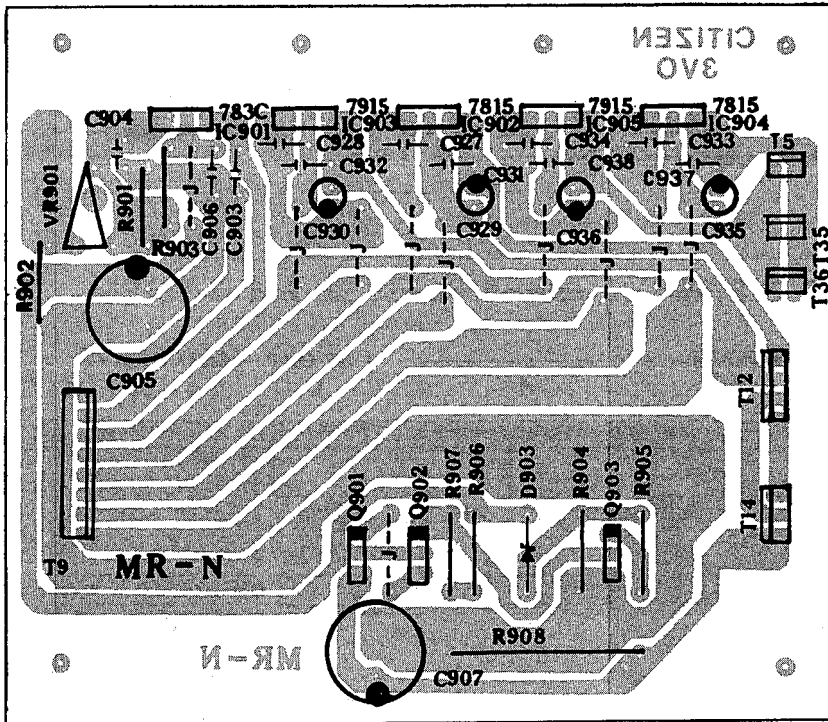 CITIZEN
3VO
C904
783C
IC901
7915
IC903
7815
IC902
7915
IC905
7815
IC904
C928
C932
C927
C931
C934
C938
C933
C937
T5
VR901
R901
R903
J
C906
C903
C930
C929
C936
C935
T36T35
R902
J
J
J
J
J
J
J
J
C905
T12
T9
MR-N
Q901
J
Q902
R907
R906
D903
R904
Q903
R905
T14
R908
MR-N
C907